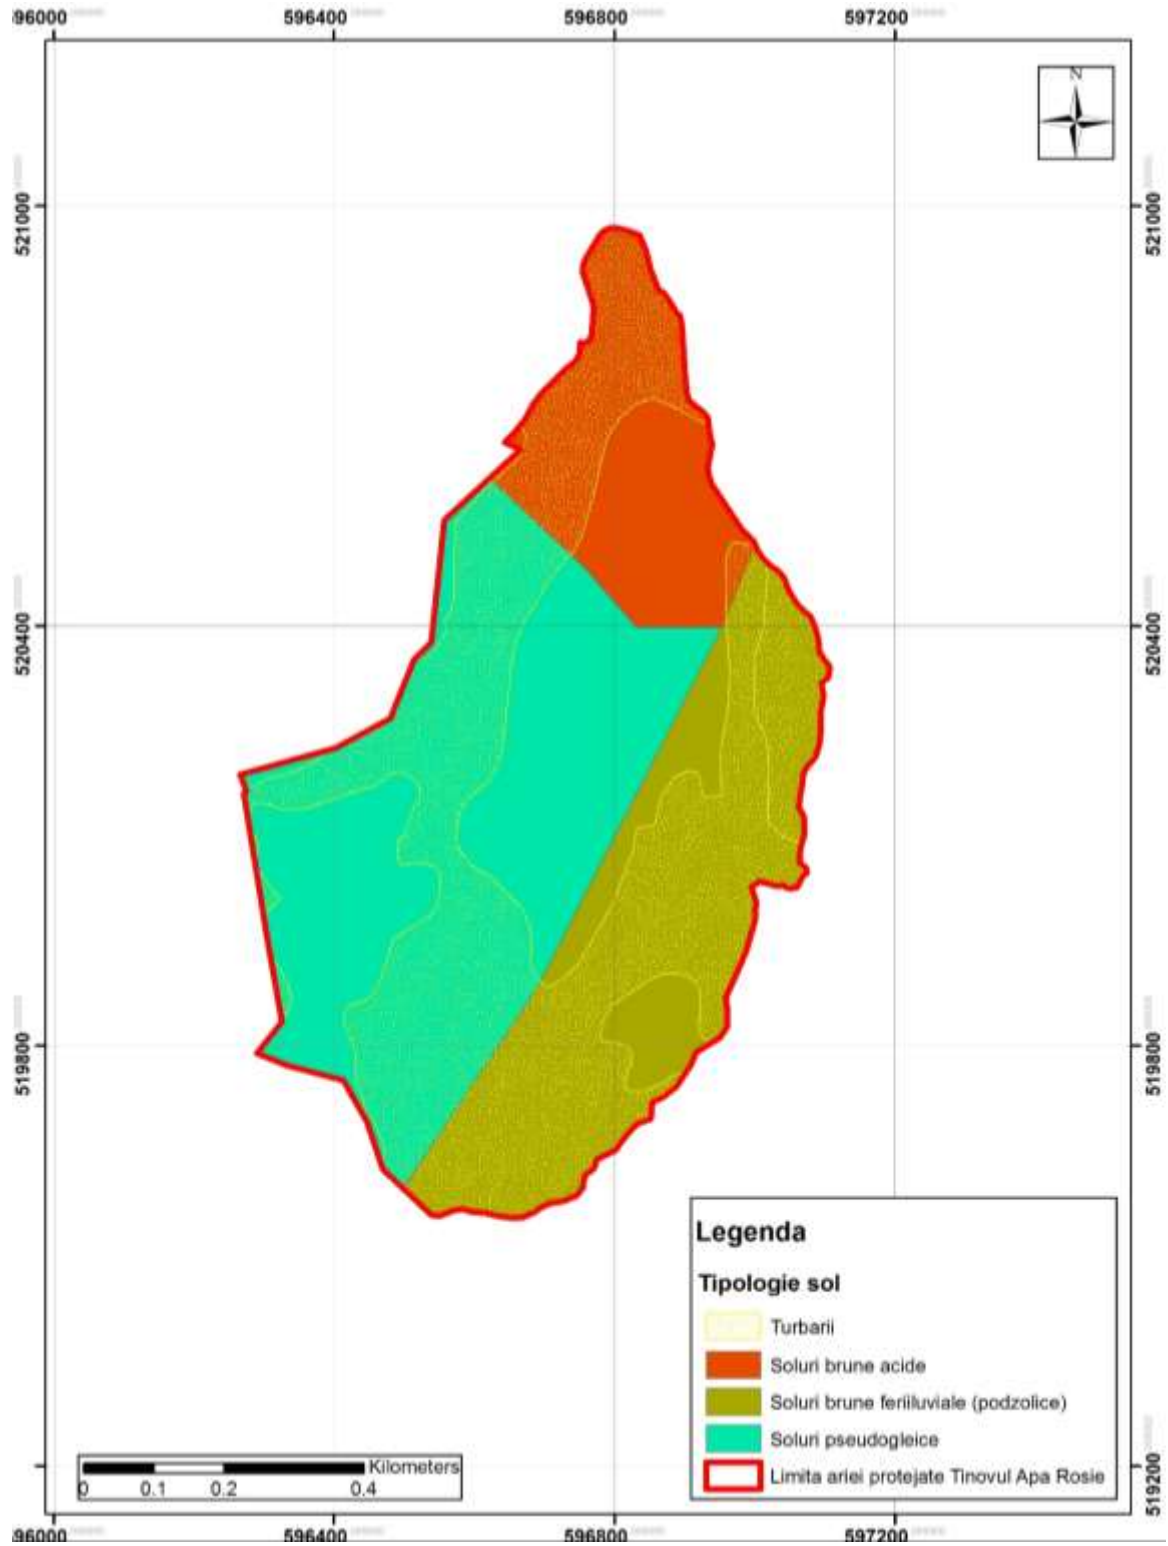 96000 596400 596800 597200
N
521000 521000
520400 520400
519800 519800
519200
Legenda
Tipologie sol
Turbarii
Soluri brune acide
Soluri brune feriiluviale (podzolice)
Soluri pseudogleice
Limita ariei protejate Tinovul Apa Rosie
Kilometers
0 0.1 0.2 0.4
96000 596400 596800 597200